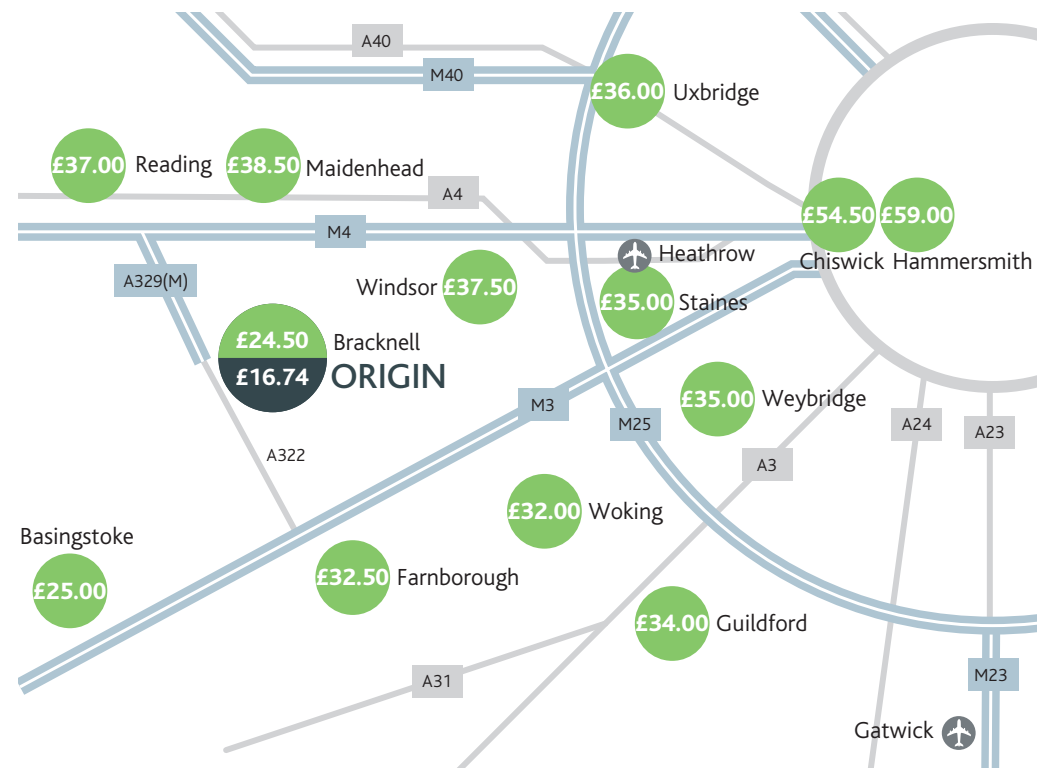 A40
M40
£36.00 Uxbridge
£37.00 Reading
£38.50 Maidenhead
A4
£54.50
£59.00
M4
Heathrow
Chiswick Hammersmith
A329(M)
Windsor £37.50
£35.00 Staines
£24.50 Bracknell
£16.74 ORIGIN
M3
M25
£35.00 Weybridge
A24
A23
A322
A3
£32.00 Woking
Basingstoke
£25.00
£32.50 Farnborough
£34.00 Guildford
A31
M23
Gatwick